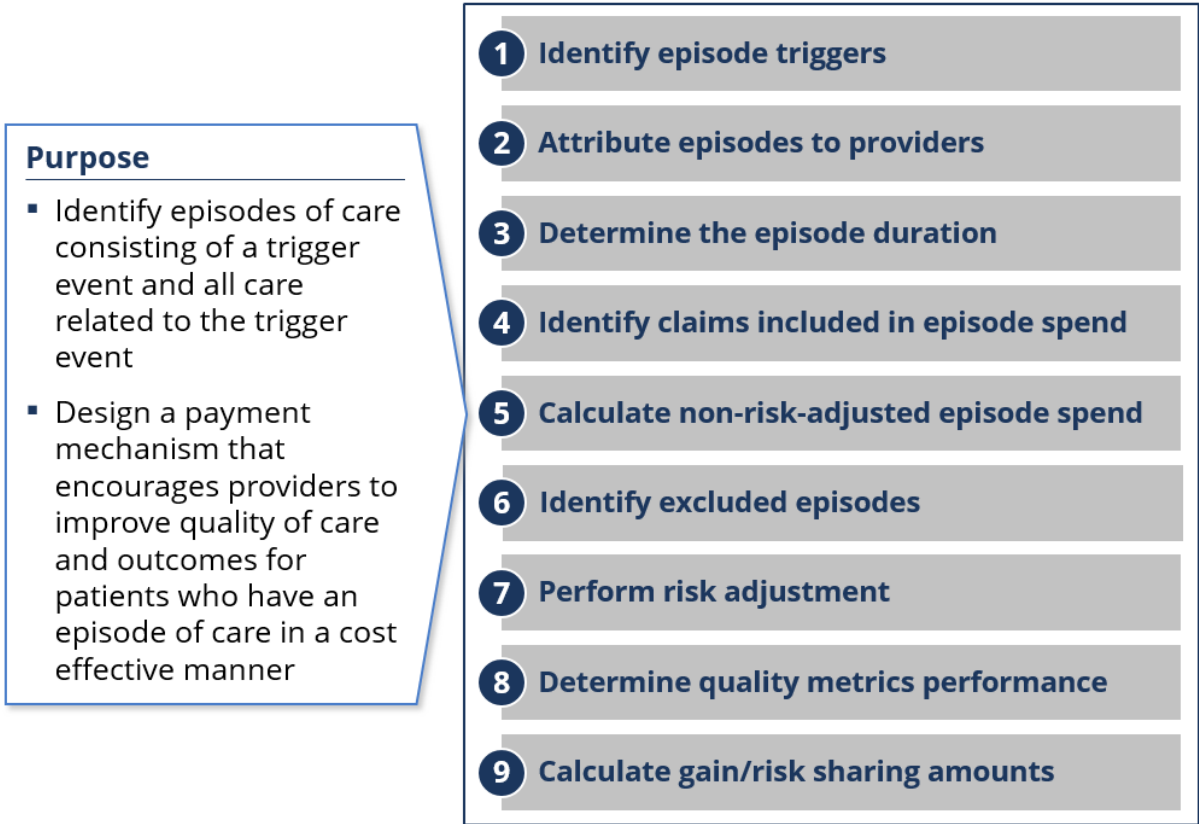 Purpose
▪ Identify episodes of care
consisting of a trigger
event and all care
related to the trigger
event
▪ Design a payment
mechanism that
encourages providers to
improve quality of care
and outcomes for
patients who have an
episode of care in a cost
effective manner
1 Identify episode triggers
2 Attribute episodes to providers
3 Determine the episode duration
4 Identify claims included in episode spend
5 Calculate non-risk-adjusted episode spend
6 Identify excluded episodes
7 Perform risk adjustment
8 Determine quality metrics performance
9 Calculate gain/risk sharing amounts